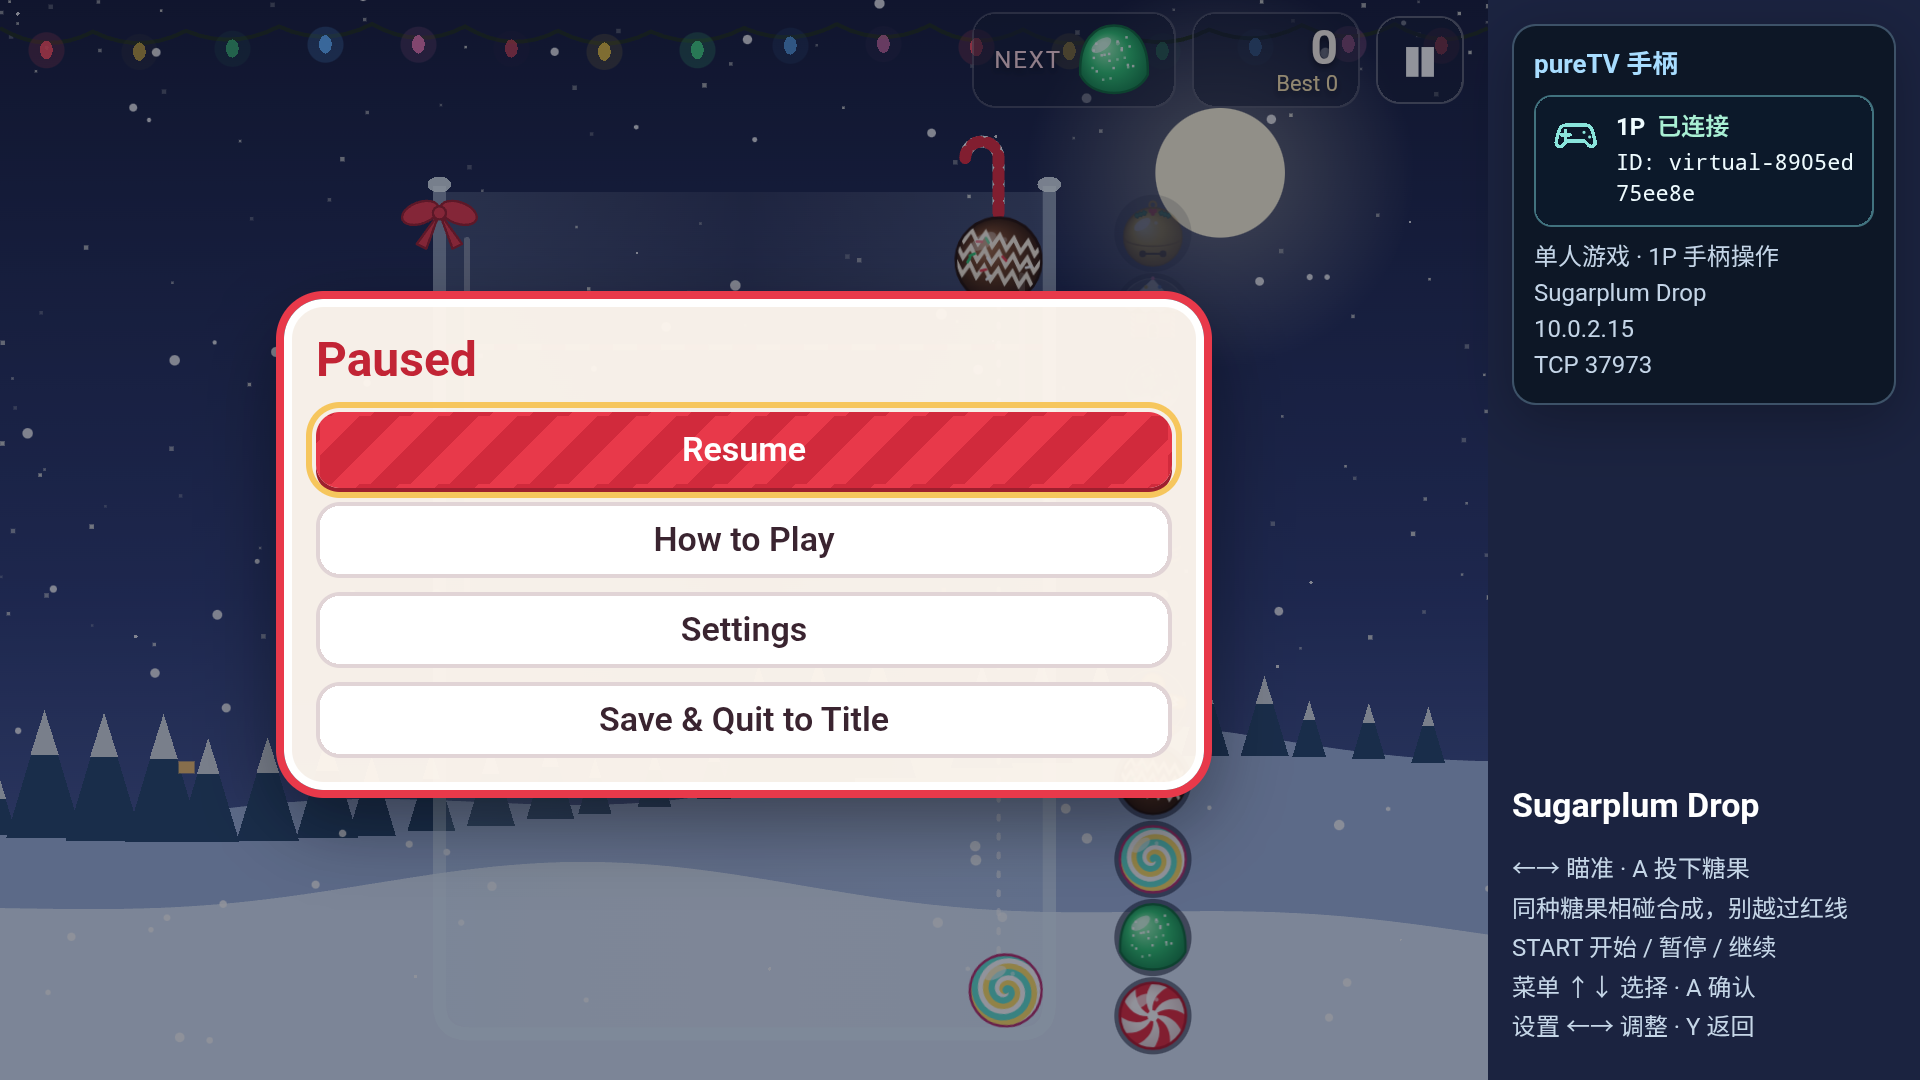 NEXT
0
Best 0
Paused
Resume
How to Play
Settings
Save & Quit to Title
pureTV 手柄
1P 已连接
ID: virtual-8905ed
75ee8e
单人游戏 · 1P 手柄操作
Sugarplum Drop
10.0.2.15
TCP 37973
Sugarplum Drop
←→ 瞄准 · A 投下糖果
同种糖果相碰合成，别越过红线
START 开始 / 暂停 / 继续
菜单 ↑↓ 选择 · A 确认
设置 ←→ 调整 · Y 返回